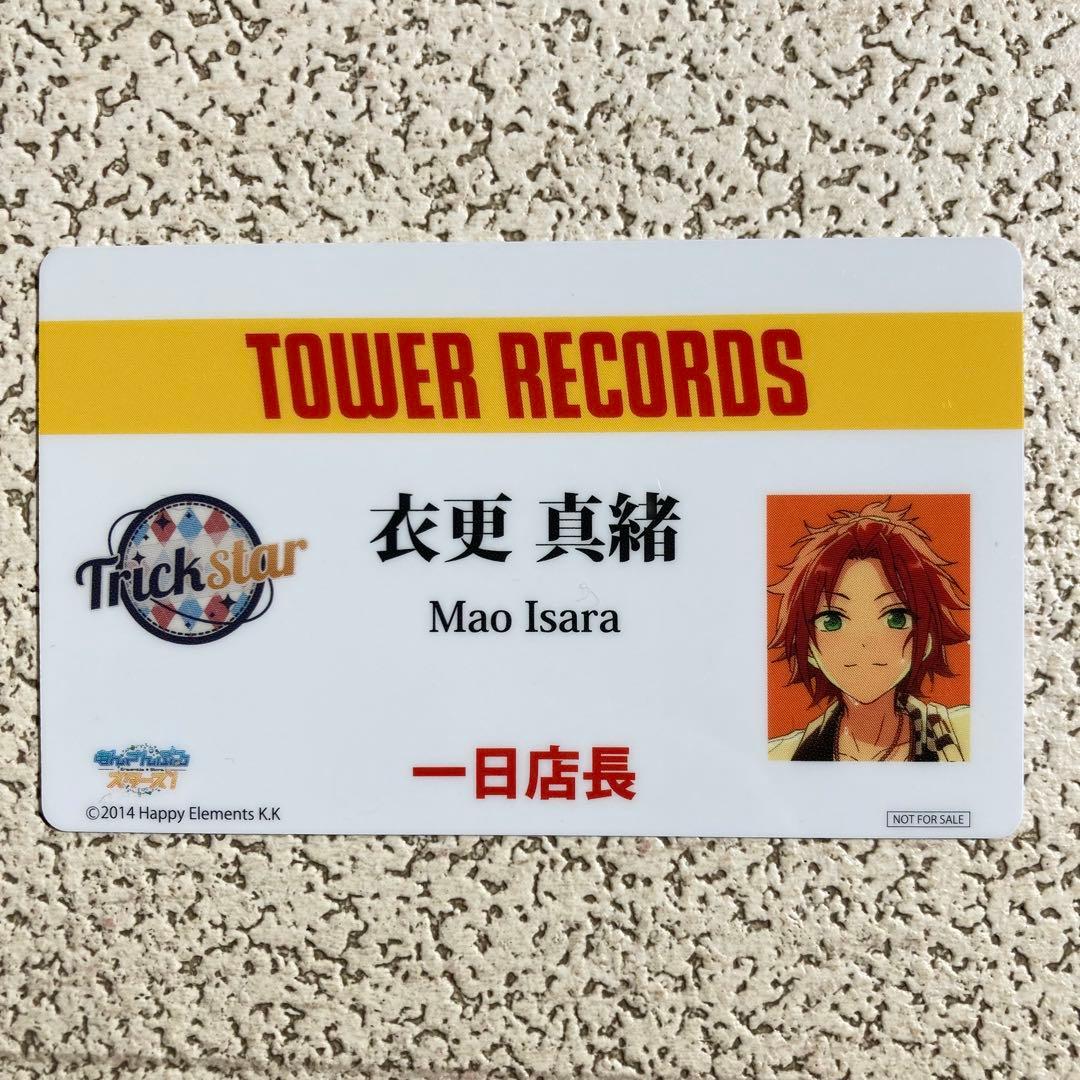 TOWER RECORDS
衣更 真緒
Trickstar
Mao Isara
あんさんぶる
スターズ!
一日店長
©2014 Happy Elements K.K
NOT FOR SALE